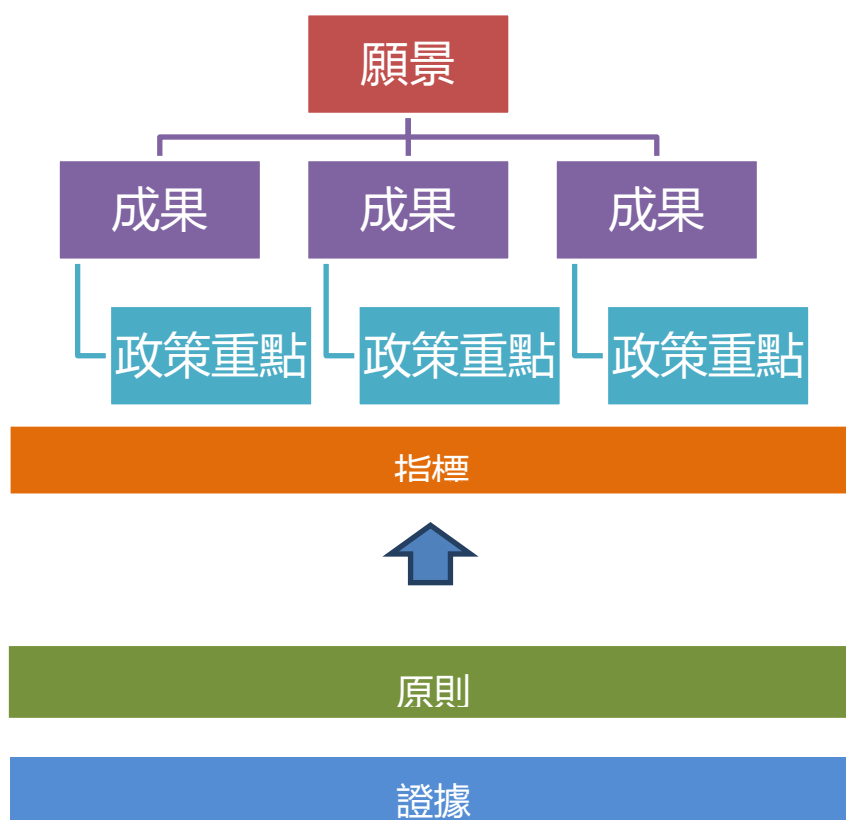 願景
成果 成果 成果
政策重點 政策重點 政策重點
指標
原則
證據